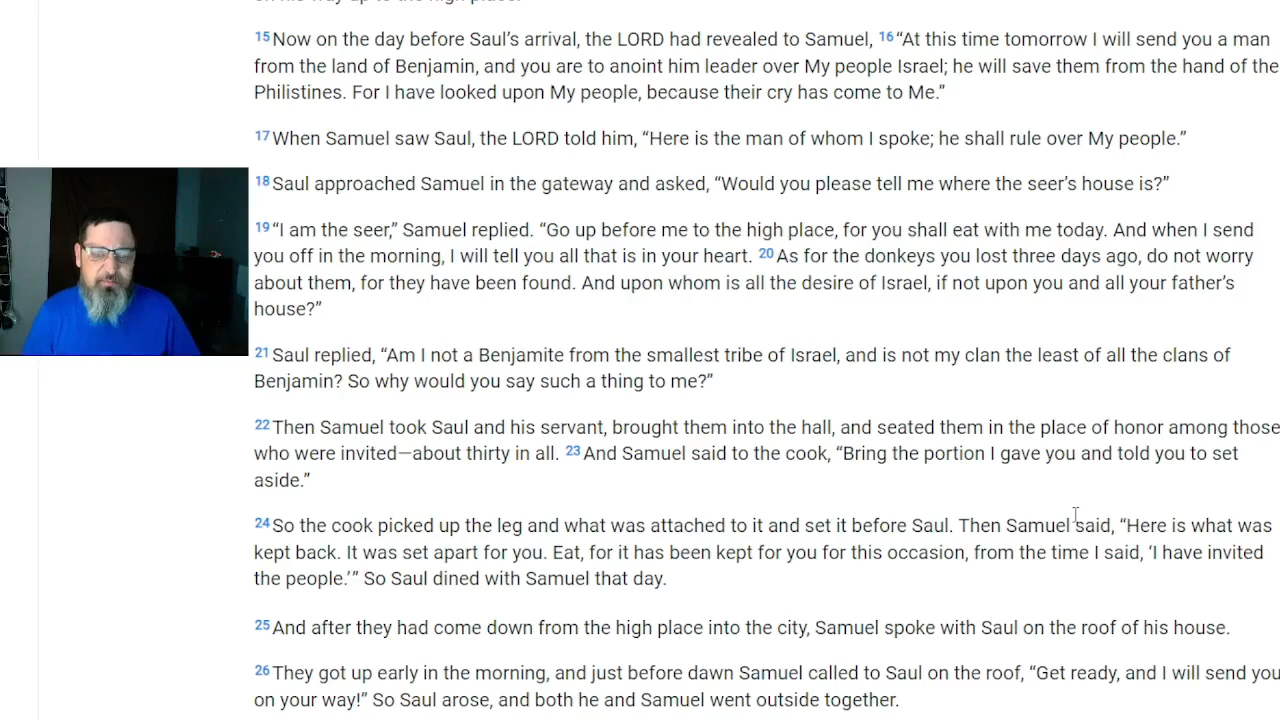 15 Now on the day before Saul’s arrival, the LORD had revealed to Samuel, 16 “At this time tomorrow I will send you a man
from the land of Benjamin, and you are to anoint him leader over My people Israel; he will save them from the hand of the
Philistines. For I have looked upon My people, because their cry has come to Me.”
17 When Samuel saw Saul, the LORD told him, “Here is the man of whom I spoke; he shall rule over My people.”
18 Saul approached Samuel in the gateway and asked, “Would you please tell me where the seer’s house is?”
19 “I am the seer,” Samuel replied. “Go up before me to the high place, for you shall eat with me today. And when I send
you off in the morning, I will tell you all that is in your heart. 20 As for the donkeys you lost three days ago, do not worry
about them, for they have been found. And upon whom is all the desire of Israel, if not upon you and all your father’s
house?”
21 Saul replied, “Am I not a Benjamite from the smallest tribe of Israel, and is not my clan the least of all the clans of
Benjamin? So why would you say such a thing to me?”
22 Then Samuel took Saul and his servant, brought them into the hall, and seated them in the place of honor among those
who were invited—about thirty in all. 23 And Samuel said to the cook, “Bring the portion I gave you and told you to set
aside.”
24 So the cook picked up the leg and what was attached to it and set it before Saul. Then Samuel said, “Here is what was
kept back. It was set apart for you. Eat, for it has been kept for you for this occasion, from the time I said, ‘I have invited
the people.’” So Saul dined with Samuel that day.
25 And after they had come down from the high place into the city, Samuel spoke with Saul on the roof of his house.
26 They got up early in the morning, and just before dawn Samuel called to Saul on the roof, “Get ready, and I will send you
on your way!” So Saul arose, and both he and Samuel went outside together.